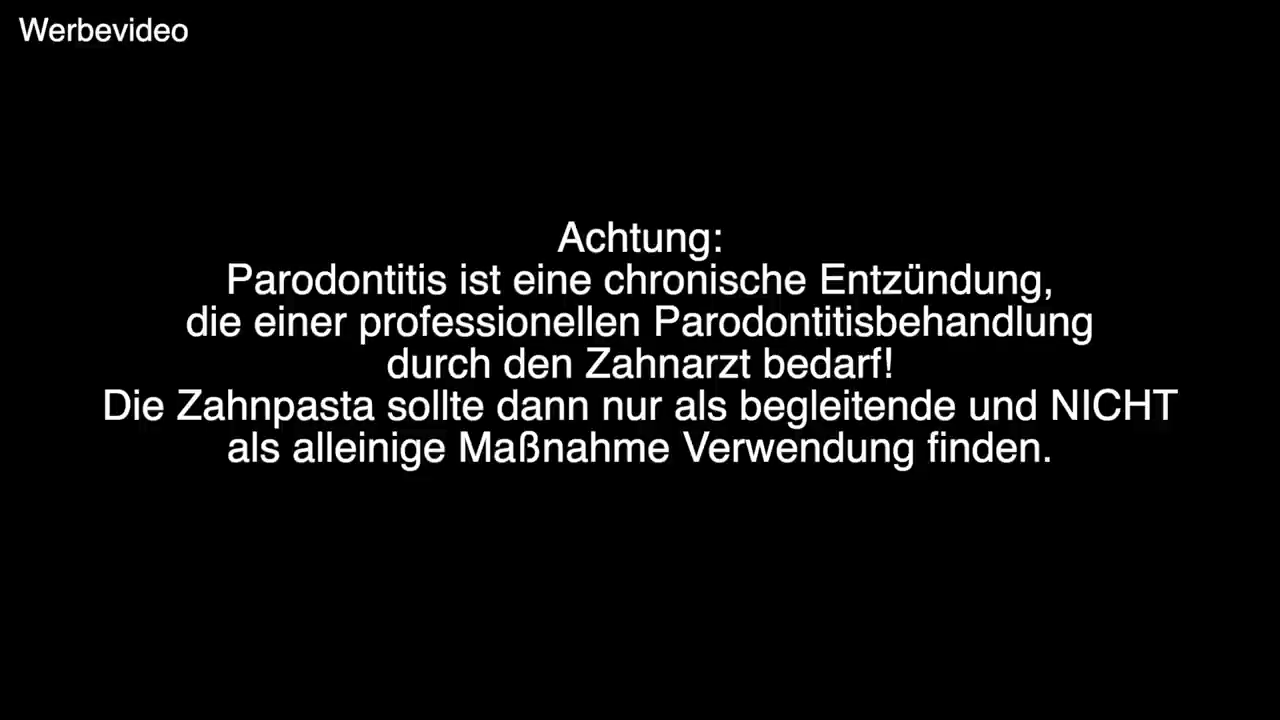 Werbevideo
Achtung:
Parodontitis ist eine chronische Entzündung,
die einer professionellen Parodontitisbehandlung
durch den Zahnarzt bedarf!
Die Zahnpasta sollte dann nur als begleitende und NICHT
als alleinige Maßnahme Verwendung finden.